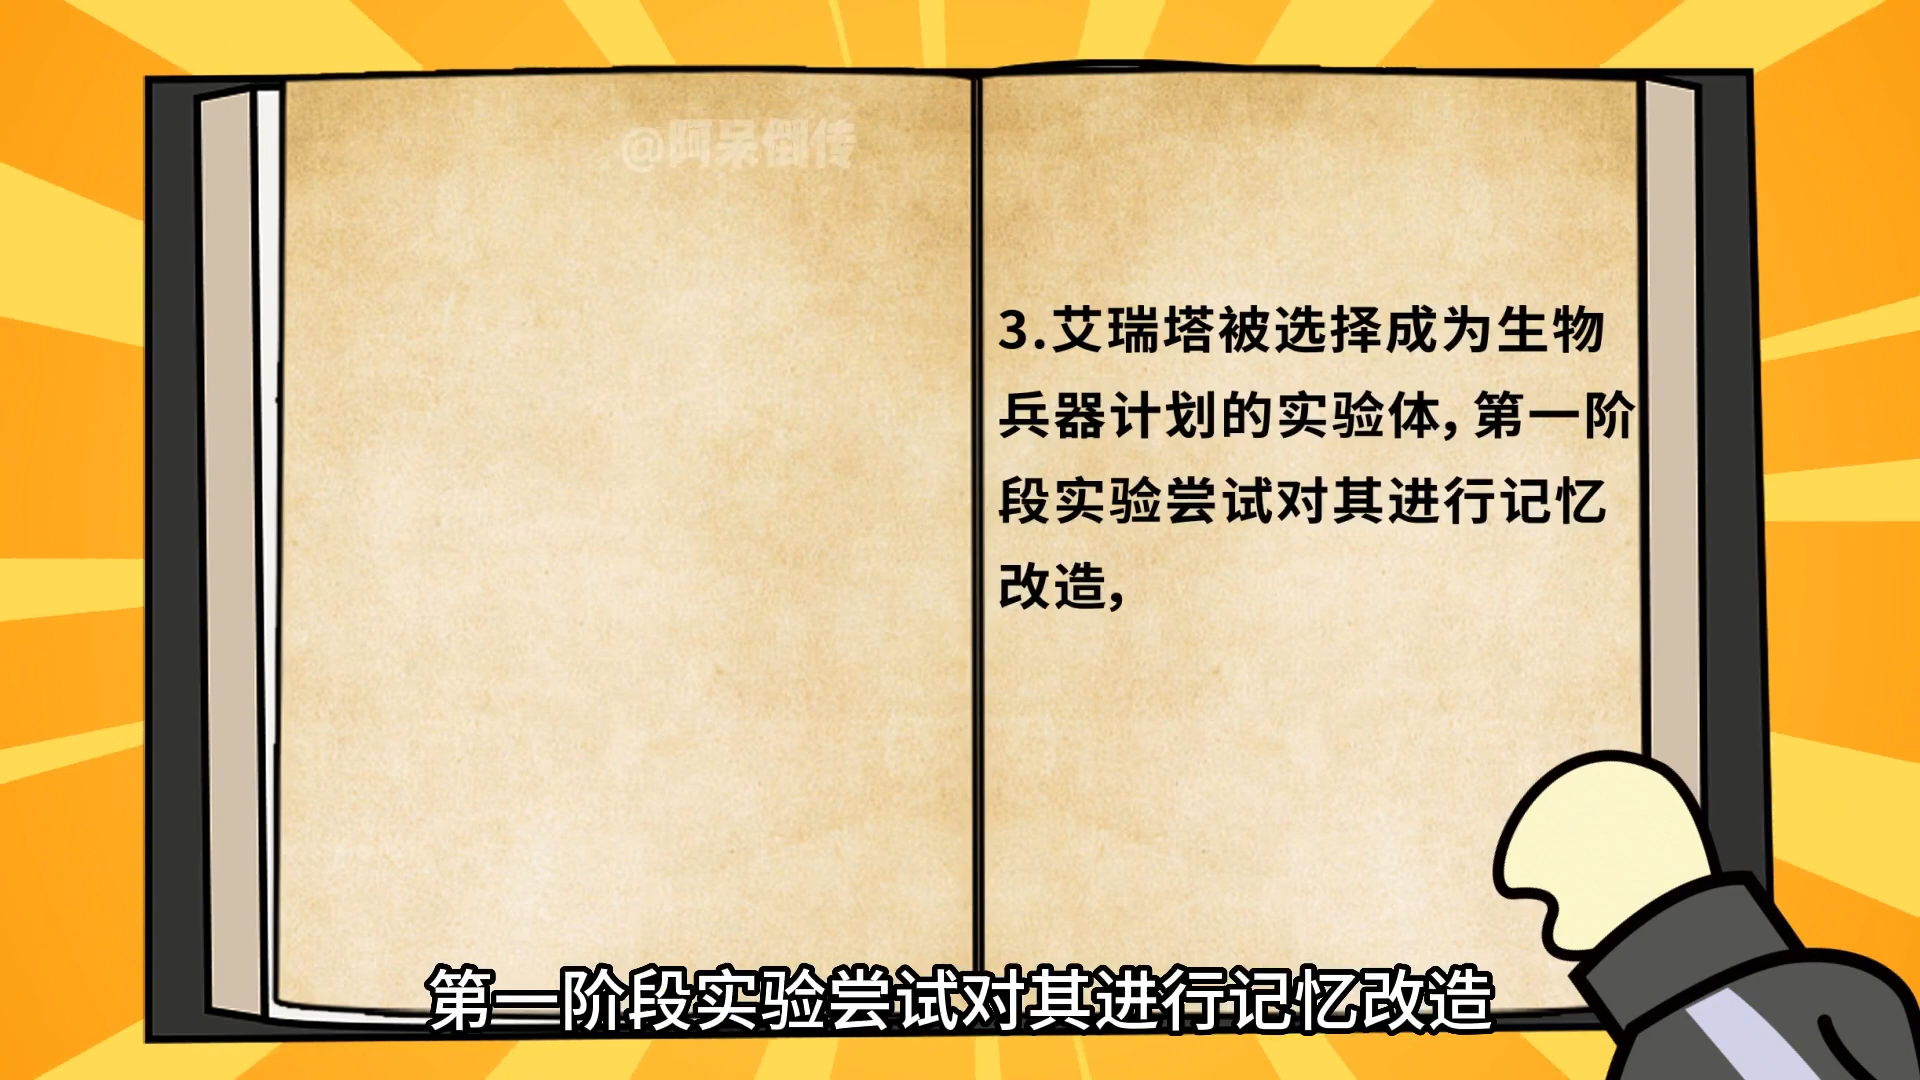 @阿呆倒传
3.艾瑞塔被选择成为生物
兵器计划的实验体,第一阶
段实验尝试对其进行记忆
改造,
第一阶段实验尝试对其进行记忆改造